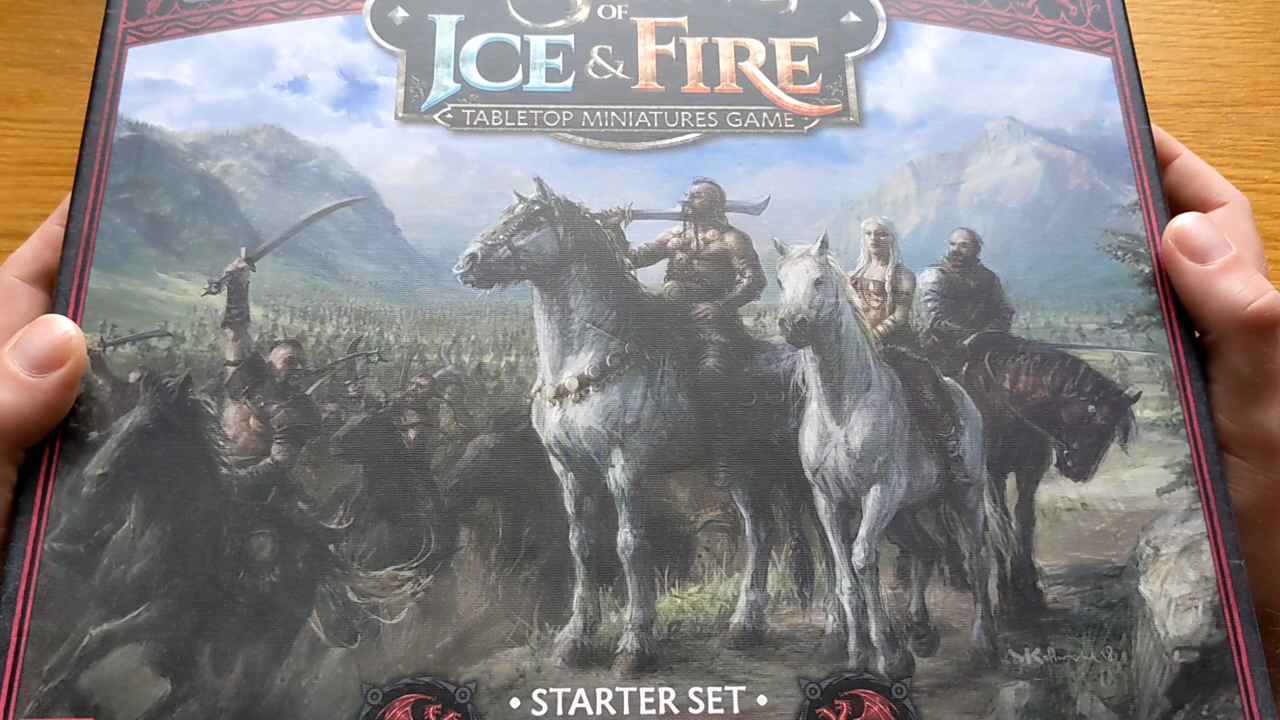 OF
ICE & FIRE
TABLETOP MINIATURES GAME
• STARTER SET •